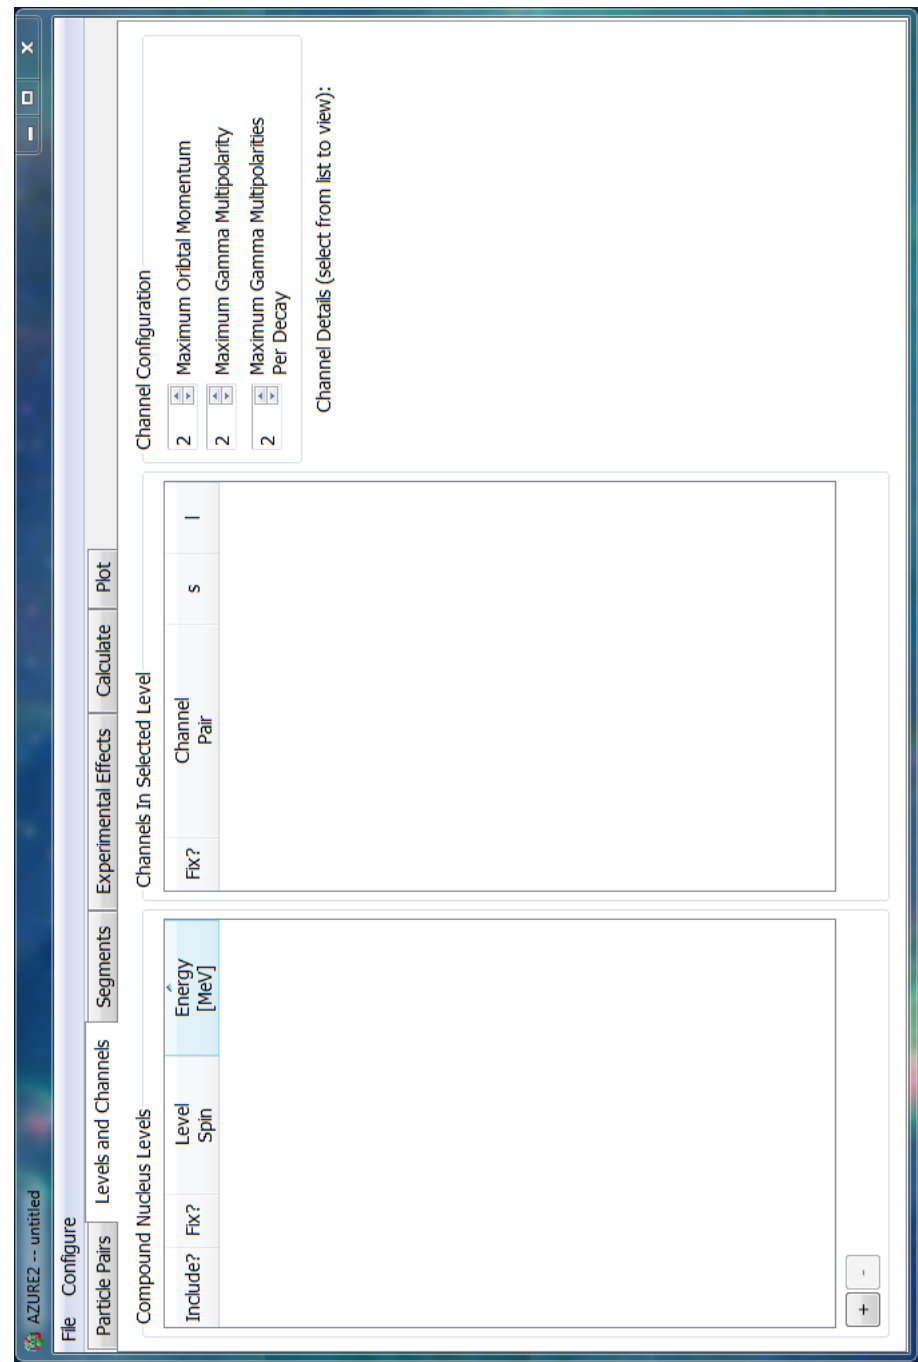 AZURE2 -- untitled
File Configure
Particle Pairs Levels and Channels Segments Experimental Effects Calculate Plot
Compound Nucleus Levels
Include? Fix? Level Spin Energy [MeV]
+ -
Channels In Selected Level
Fix? Channel Pair s l
Channel Configuration
2 Maximum Oribtal Momentum
2 Maximum Gamma Multipolarity
2 Maximum Gamma Multipolarities
Per Decay
Channel Details (select from list to view):